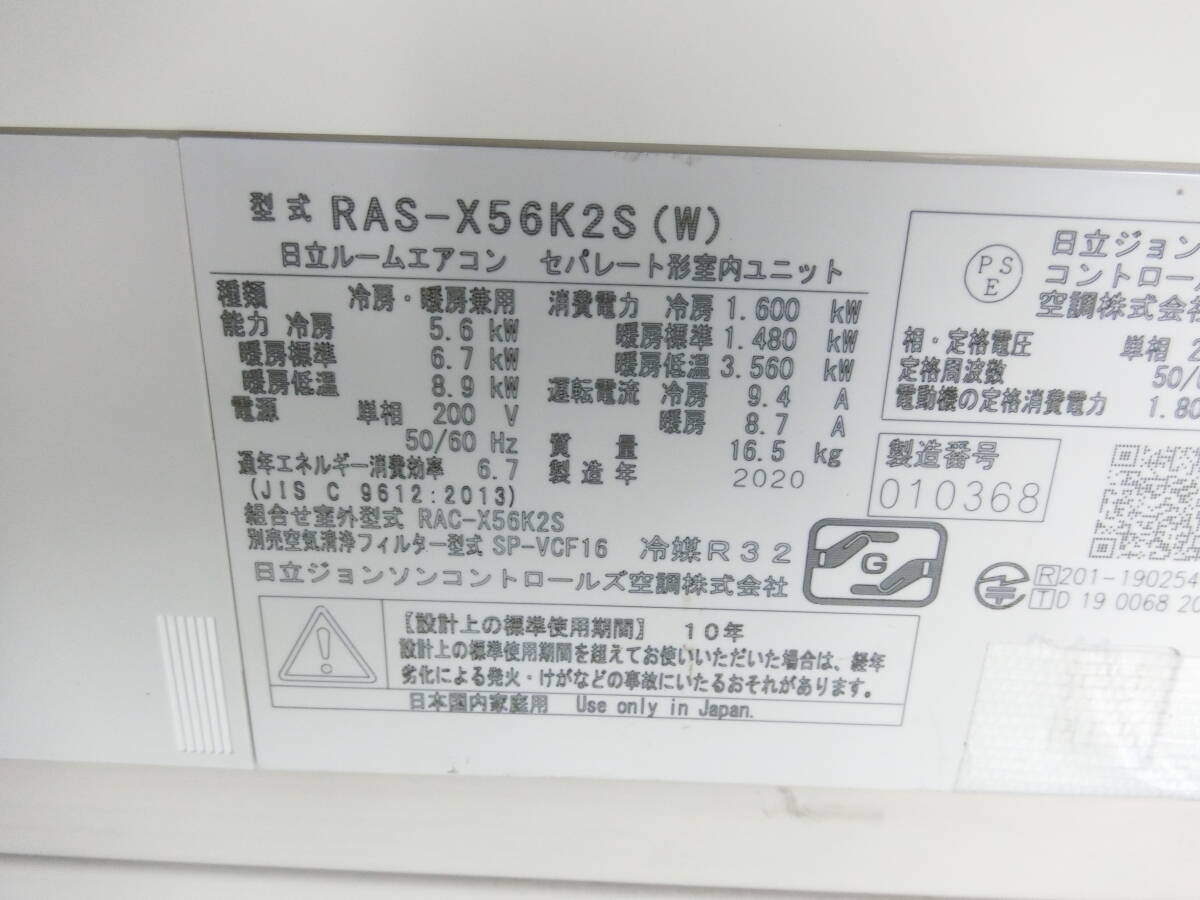 型式 RAS-X56K2S(W)
日立ルームエアコン セパレート形室内ユニット
種類 冷房・暖房兼用
能力 冷房 5.6 kW
暖房標準 6.7 kW
暖房低温 8.9 kW
電源 単相 200 V
50/60 Hz
通年エネルギー消費効率 6.7
(JIS C 9612:2013)
消費電力 冷房 1.600 kW
暖房標準 1.480 kW
暖房低温 3.560 kW
運転電流 冷房 9.4 A
暖房 8.7 A
質量 16.5 kg
製造年 2020
組合せ室外型式 RAC-X56K2S
別売空気清浄フィルター型式 SP-VCF16
冷媒R32
日立ジョンソンコントロールズ空調株式会社
G
〖設計上の標準使用期間〗 10年
設計上の標準使用期間を超えてお使いいただいた場合は、経年
劣化による発火・けがなどの事故にいたるおそれがあります。
日本国内家庭用 Use only in Japan.
PS
E
日立ジョン
コントロール
空調株式会
相・定格電圧 単相 2
定格周波数 50/
電動機の定格消費電力 1.80
製造番号
010368
R 201-190254
T D 19 0068 20